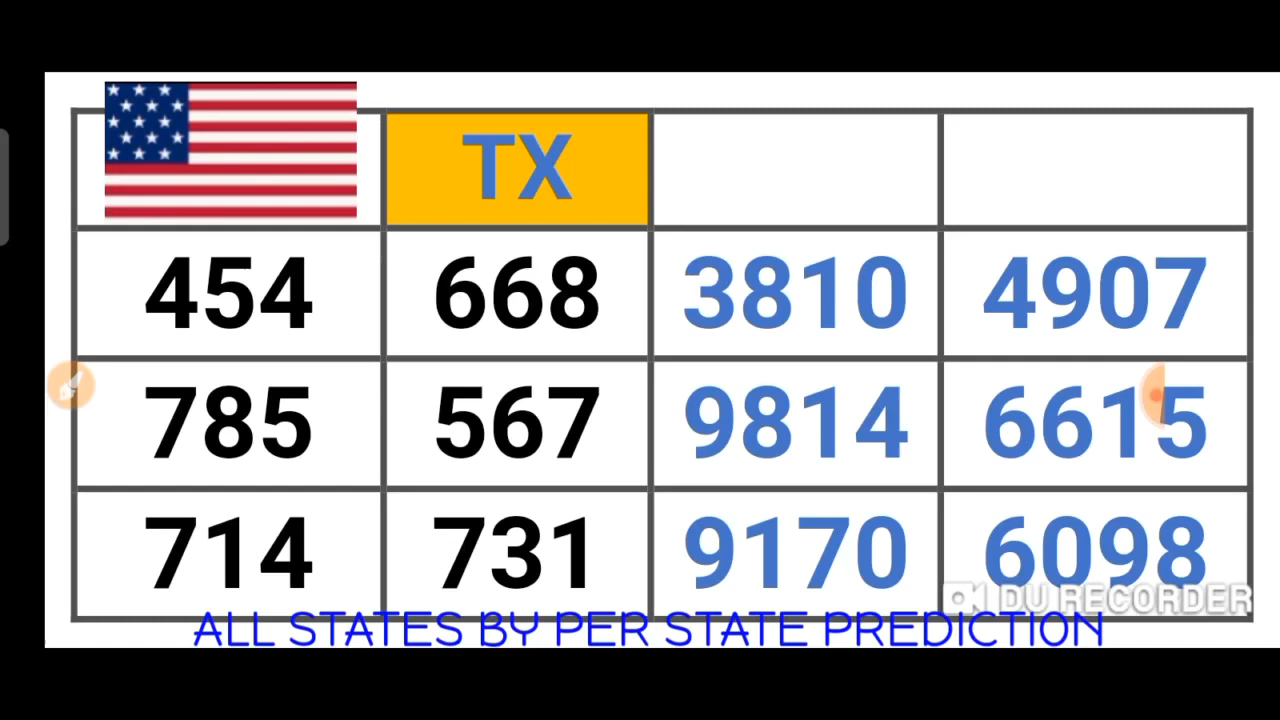 TX
454 668 3810 4907
785 567 9814 6615
714 731 9170 6098
DU RECORDER
ALL STATES BY PER STATE PREDICTION